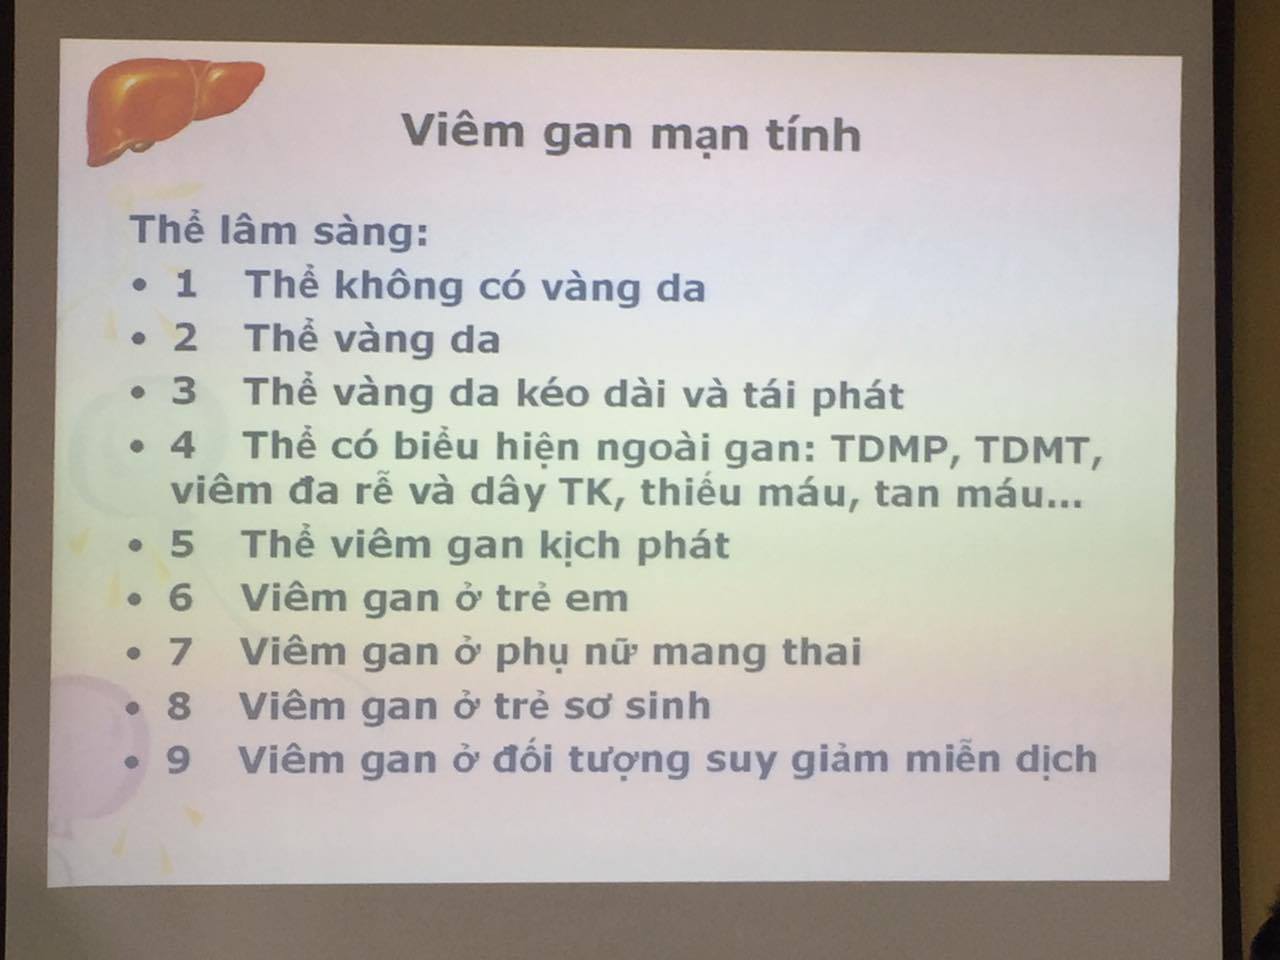 Viêm gan mạn tính
Thể lâm sàng:
• 1 Thể không có vàng da
• 2 Thể vàng da
• 3 Thể vàng da kéo dài và tái phát
• 4 Thể có biểu hiện ngoài gan: TDMP, TDMT,
viêm đa rễ và dây TK, thiếu máu, tan máu...
• 5 Thể viêm gan kịch phát
• 6 Viêm gan ở trẻ em
• 7 Viêm gan ở phụ nữ mang thai
• 8 Viêm gan ở trẻ sơ sinh
• 9 Viêm gan ở đối tượng suy giảm miễn dịch